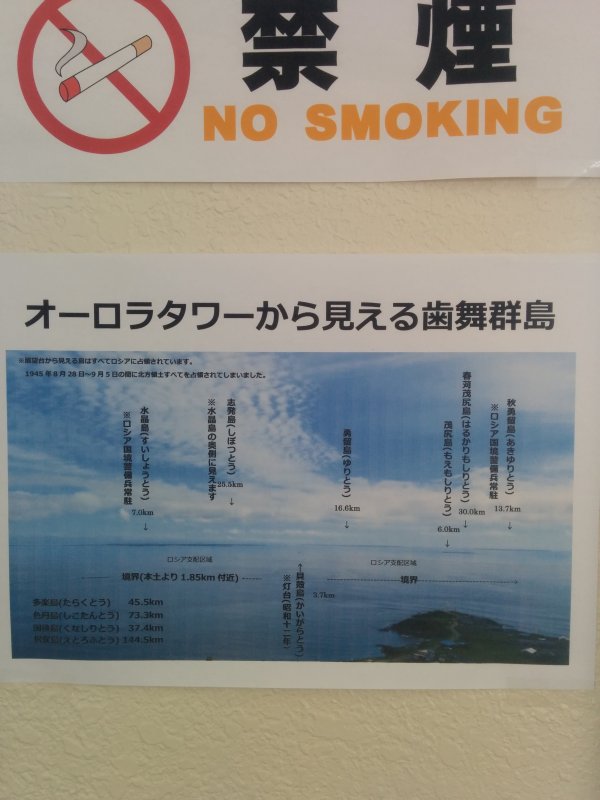 禁煙
NO SMOKING
オーロラタワーから見える歯舞群島
※展望台から見える島はすべてロシアに占領されています。
1945年8月28日~9月5日の間に北方領土すべてを占領されてしまいました。
水晶島(すいしょうとう)
※ロシア国境警備兵常駐
7.0km
↓
志発島(しぼつとう)
※水晶島の奥側に見えます
25.5km
↓
勇留島(ゆりとう)
16.6km
↓
春苅茂尻島(はるかりもしりとう)
30.0km
↓
茂尻島(もえもしりとう)
6.0km
↓
秋勇留島(あきゆりとう)
※ロシア国境警備兵常駐
13.7km
↓
ロシア支配区域
ロシア支配区域
境界(本土より1.85km付近)
境界
←貝殻島(かいがらとう)
※灯台(昭和十二年)
3.7km
多楽島(たらくとう) 45.5km
色丹島(しこたんとう) 73.3km
国後島(くなしりとう) 37.4km
択捉島(えとろふとう) 144.5km